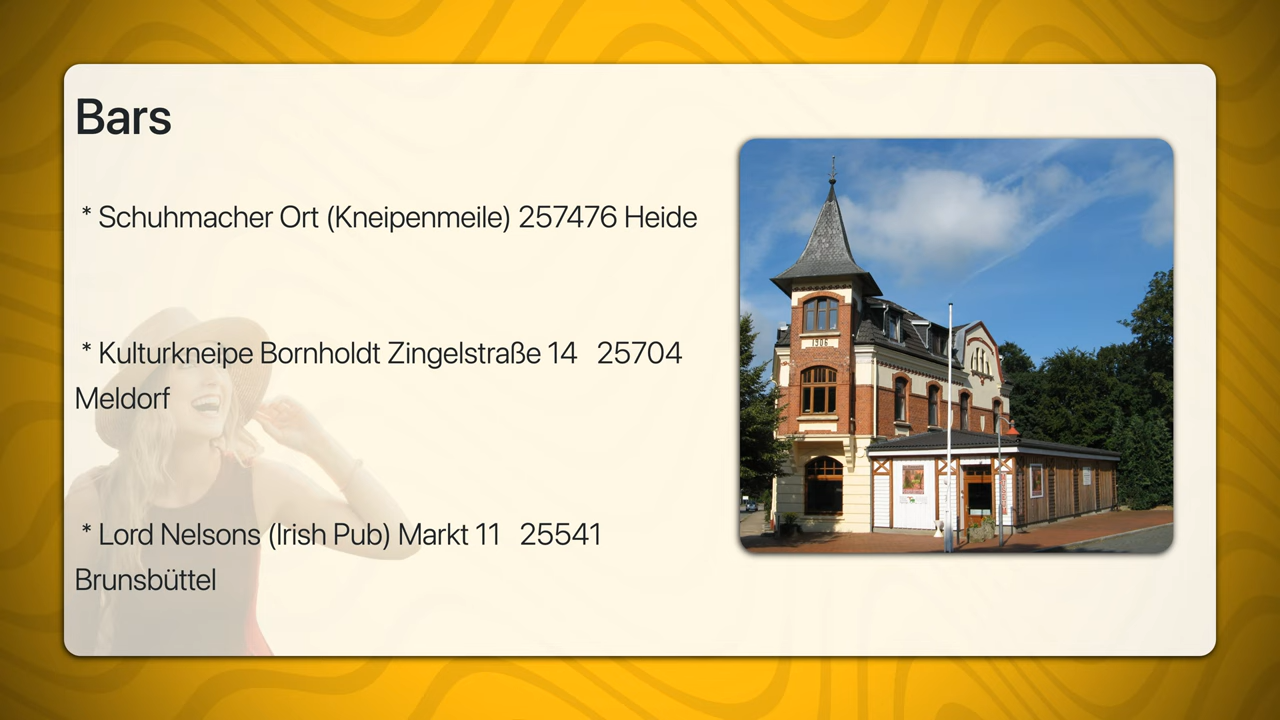 Bars
* Schuhmacher Ort (Kneipenmeile) 257476 Heide
* Kulturkneipe Bornholdt Zingelstraße 14 25704
Meldorf
* Lord Nelsons (Irish Pub) Markt 11 25541
Brunsbüttel
1906